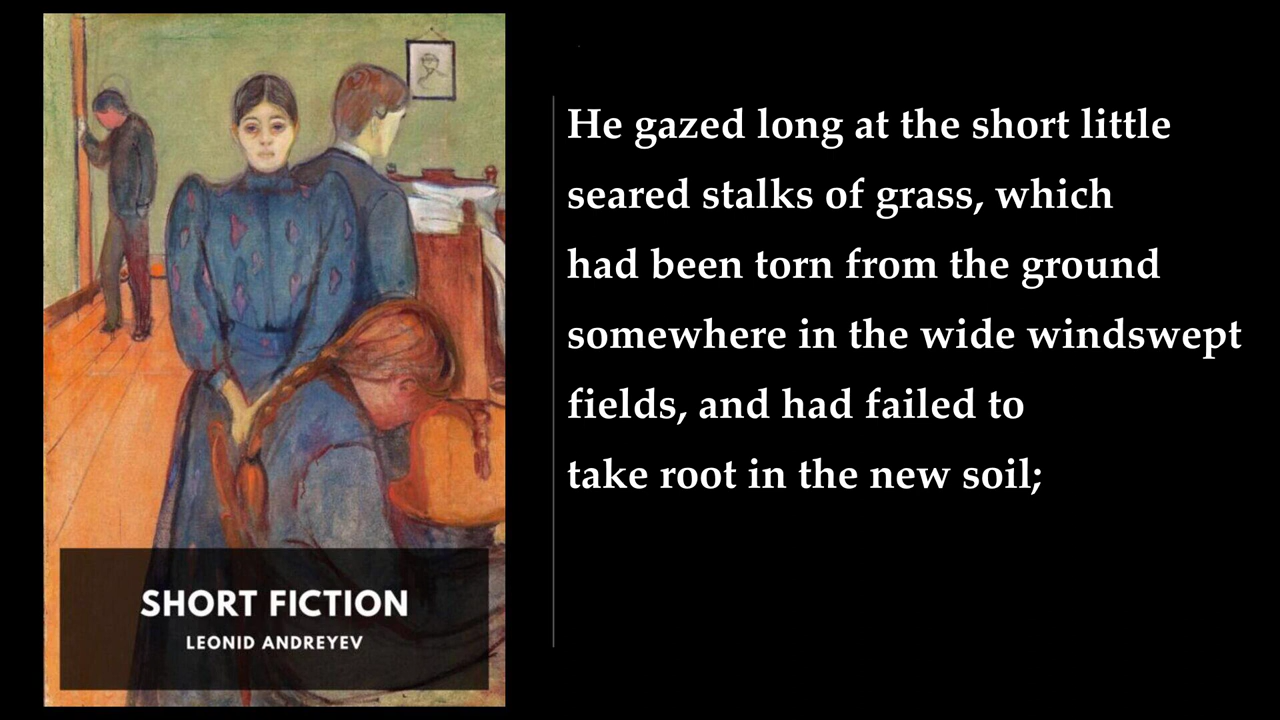 SHORT FICTION
LEONID ANDREYEV
He gazed long at the short little
seared stalks of grass, which
had been torn from the ground
somewhere in the wide windswept
fields, and had failed to
take root in the new soil;